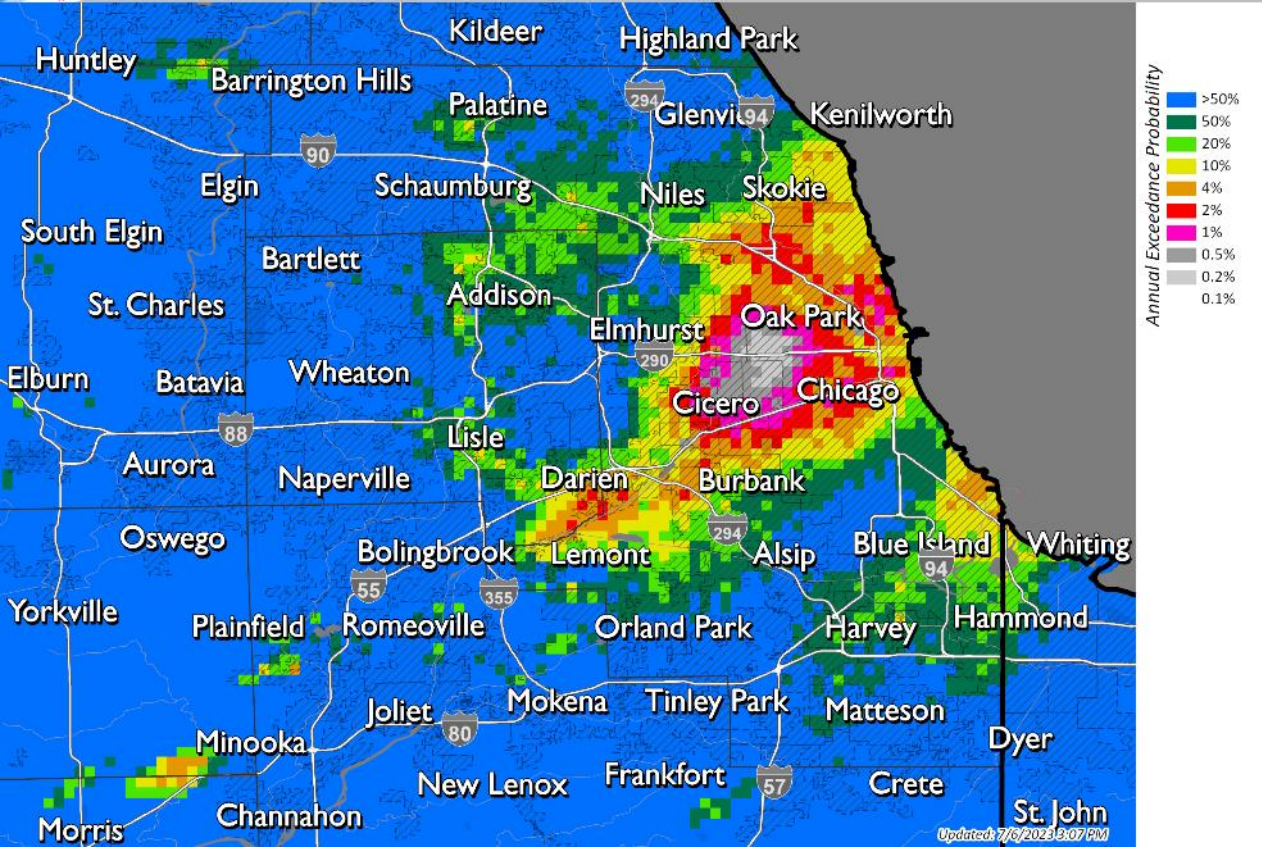 Kildeer
Highland Park
Huntley
Barrington Hills
Palatine
294
Glenvie
94
Kenilworth
90
Elgin
Schaumburg
Niles
Skokie
South Elgin
Bartlett
St. Charles
Addison
Oak Park
Elmhurst
290
Elburn
Batavia
Wheaton
Cicero
Chicago
88
Lisle
Aurora
Naperville
Darien
Burbank
Oswego
Bolingbrook
Lemont
294
Alsip
Blue Island
Whiting
55
355
94
Yorkville
Plainfield
Romeoville
Orland Park
Harvey
Hammond
Joliet
Mokena
Tinley Park
Matteson
80
Minooka
Dyer
New Lenox
Frankfort
57
Crete
Morris
Channahon
St. John
Updated: 7/6/2023 3:07 PM
Annual Exceedance Probability
>50%
50%
20%
10%
4%
2%
1%
0.5%
0.2%
0.1%